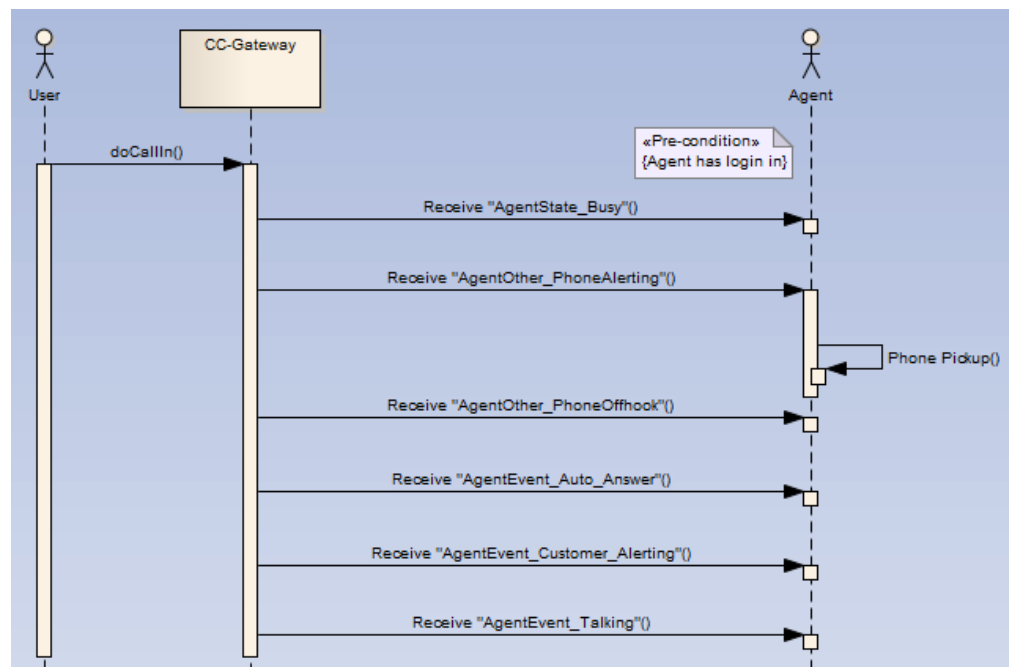 CC-Gateway
User
Agent
«Pre-condition»
{Agent has login in}
doCallIn()
Receive "AgentState_Busy"()
Receive "AgentOther_PhoneAlerting"()
Phone Pickup()
Receive "AgentOther_PhoneOffhook"()
Receive "AgentEvent_Auto_Answer"()
Receive "AgentEvent_Customer_Alerting"()
Receive "AgentEvent_Talking"()